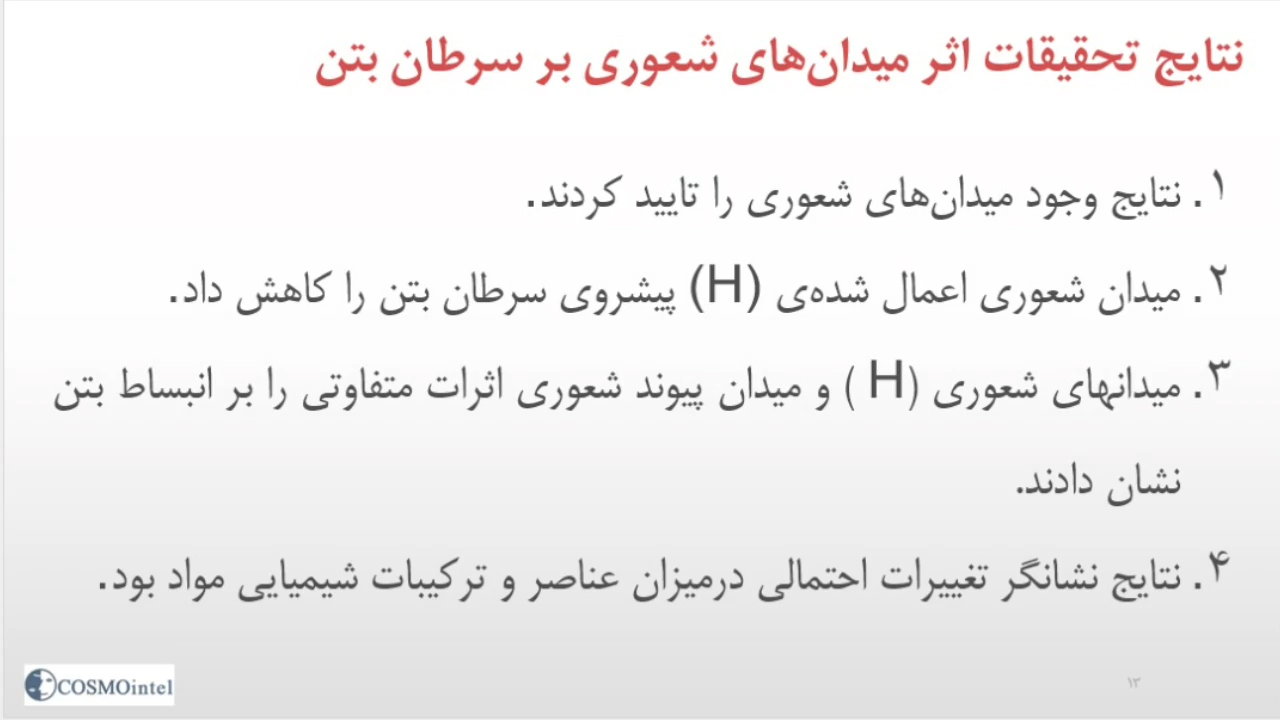 نتایج تحقیقات اثر میدان‌های شعوری بر سرطان بتن
۱. نتایج وجود میدان‌های شعوری را تایید کردند.
۲. میدان شعوری اعمال شده‌ی (H) پیشروی سرطان بتن را کاهش داد.
۳. میدانهای شعوری (H ) و میدان پیوند شعوری اثرات متفاوتی را بر انبساط بتن
نشان دادند.
۴. نتایج نشانگر تغییرات احتمالی درمیزان عناصر و ترکیبات شیمیایی مواد بود.
COSMOintel
۱۳